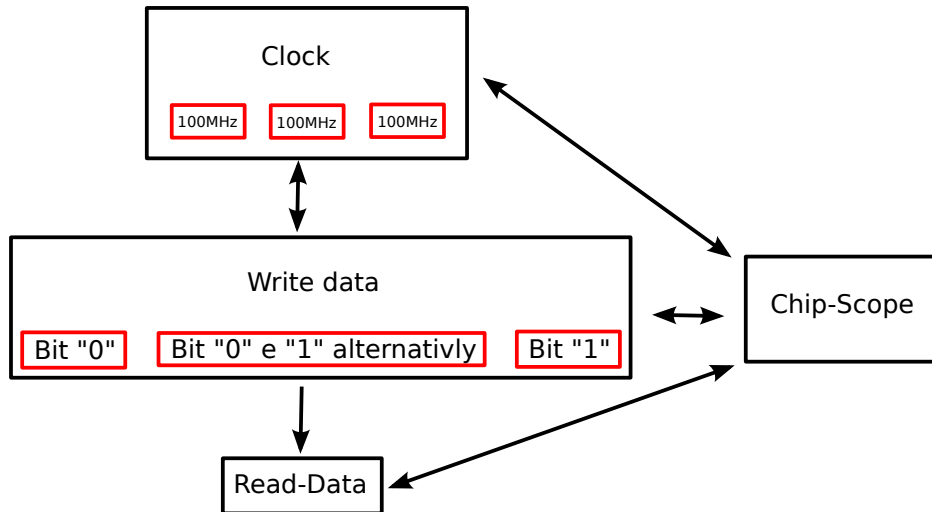 Clock
100MHz 100MHz 100MHz
Write data
Bit "0" Bit "0" e "1" alternativly Bit "1"
Chip-Scope
Read-Data